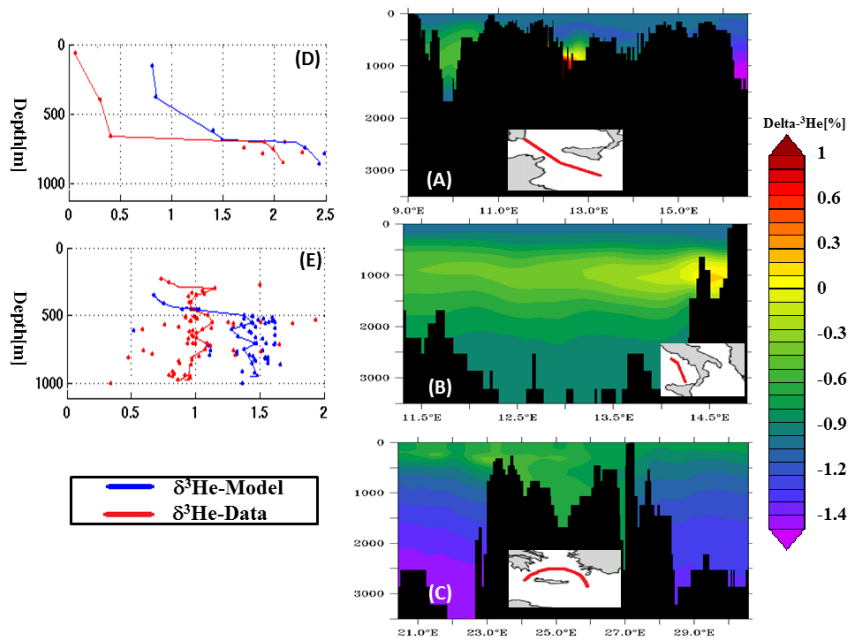 0
500
1000
Depth[m]
(D)
0
0.5
1
1.5
2
2.5
0
500
1000
Depth[m]
(E)
0
0.5
1
1.5
2
δ³He-Model
δ³He-Data
0
1000
2000
3000
(A)
9.0°E
11.0°E
13.0°E
15.0°E
0
1000
2000
3000
(B)
11.5°E
12.5°E
13.5°E
14.5°E
0
1000
2000
3000
(C)
21.0°E
23.0°E
25.0°E
27.0°E
29.0°E
Delta-³He[%]
1
0.6
0.3
0
-0.3
-0.6
-0.9
-1.2
-1.4